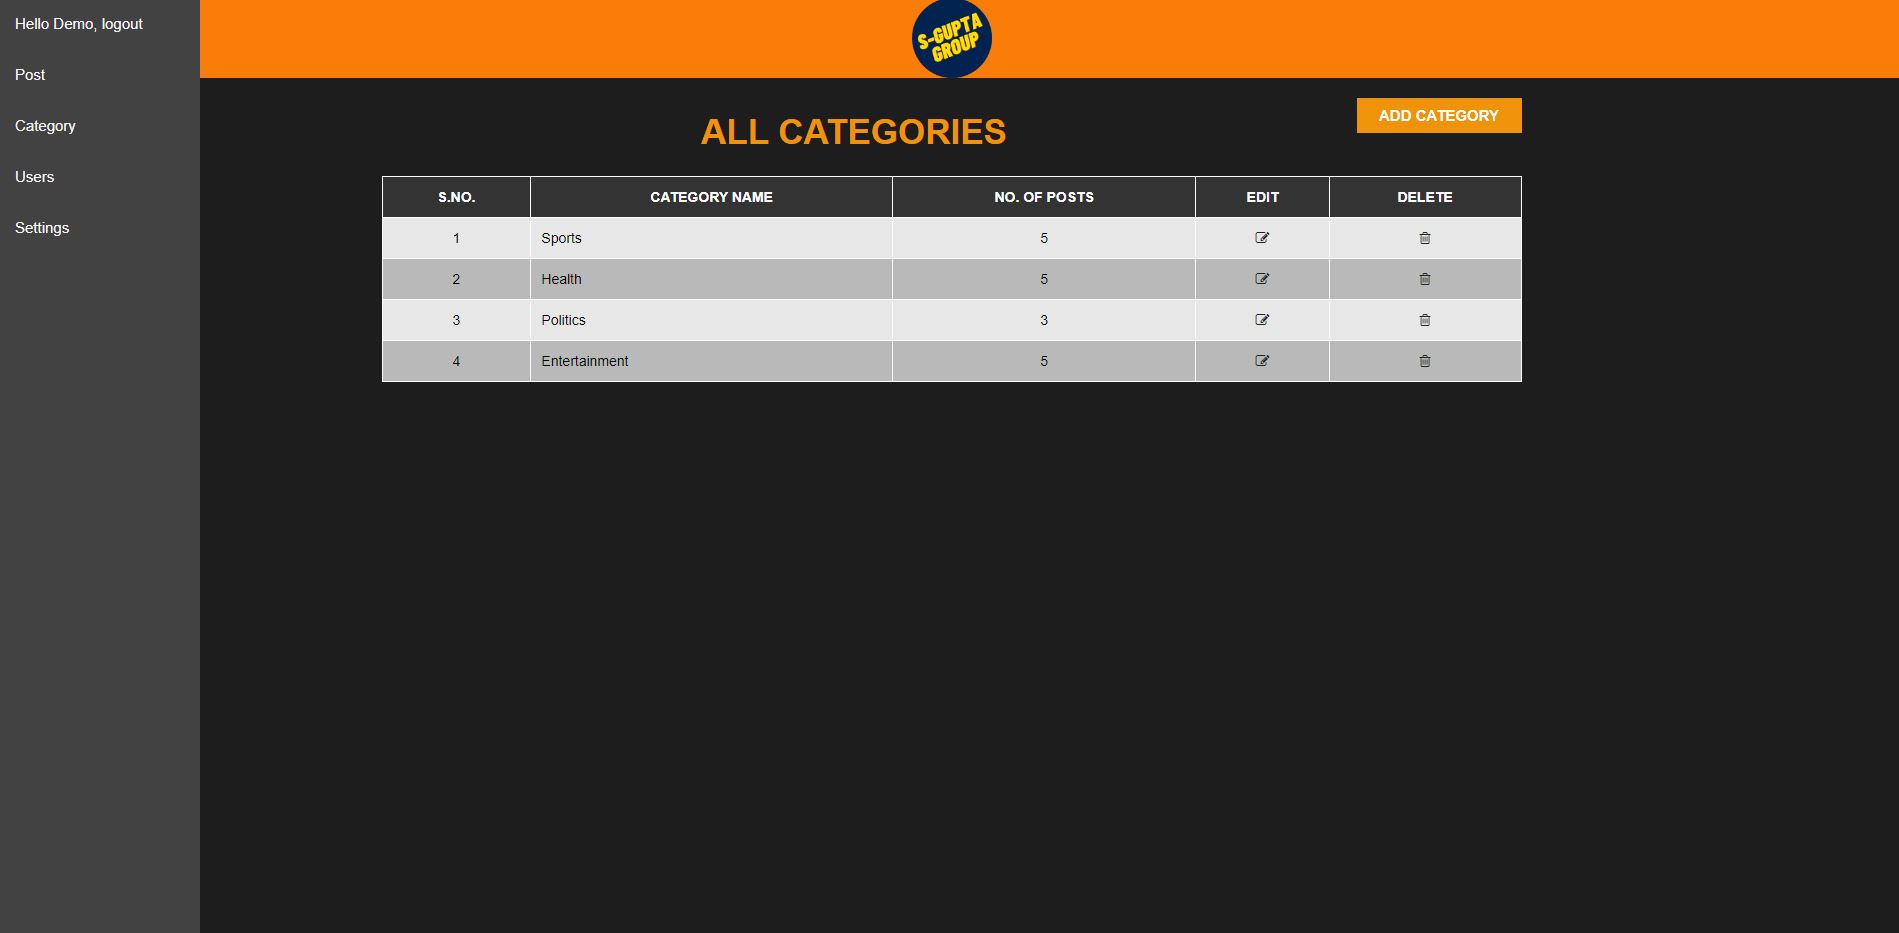 Hello Demo, logout
Post
Category
Users
Settings
S-GUPTA
GROUP
ALL CATEGORIES
ADD CATEGORY
S.NO. CATEGORY NAME NO. OF POSTS EDIT DELETE
1 Sports 5
2 Health 5
3 Politics 3
4 Entertainment 5